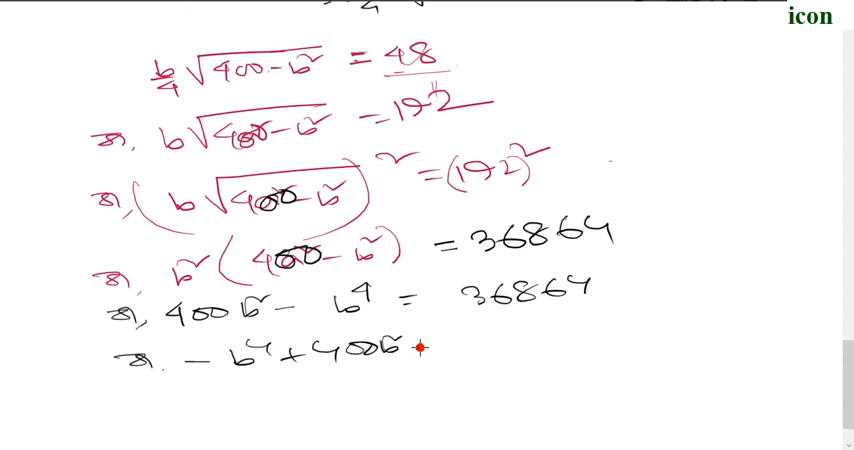 icon
b/4 √(400 - b²) = 48
বা, b√(400 - b²) = 192
বা, (b√(400 - b²))² = (192)²
বা, b²(400 - b²) = 36864
বা, 400b² - b⁴ = 36864
বা, - b⁴ + 400b²